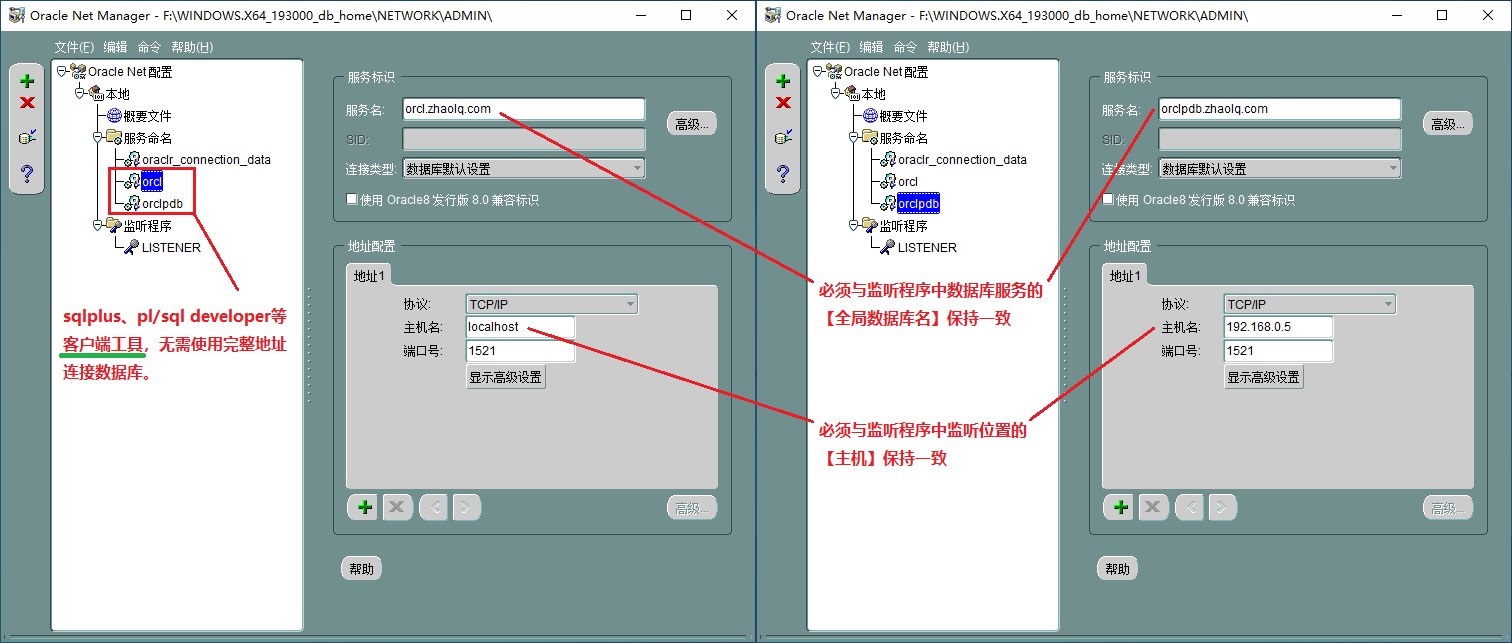 Oracle Net Manager - F:\WINDOWS.X64_193000_db_home\NETWORK\ADMIN\
文件(F) 编辑 命令 帮助(H)
Oracle Net 配置
本地
概要文件
服务命名
oraclr_connection_data
orcl
orclpdb
监听程序
LISTENER
sqlplus、pl/sql developer等
客户端工具，无需使用完整地址
连接数据库。
服务标识
服务名: orcl.zhaolq.com
高级...
SID:
连接类型: 数据库默认设置
使用 Oracle8 发行版 8.0 兼容标识
地址配置
地址1
协议: TCP/IP
主机名: localhost
端口号: 1521
显示高级设置
高级...
帮助
Oracle Net Manager - F:\WINDOWS.X64_193000_db_home\NETWORK\ADMIN\
文件(F) 编辑 命令 帮助(H)
Oracle Net 配置
本地
概要文件
服务命名
oraclr_connection_data
orcl
orclpdb
监听程序
LISTENER
必须与监听程序中数据库服务的
【全局数据库名】保持一致
必须与监听程序中监听位置的
【主机】保持一致
服务标识
服务名: orclpdb.zhaolq.com
高级...
SID:
连接类型: 数据库默认设置
使用 Oracle8 发行版 8.0 兼容标识
地址配置
地址1
协议: TCP/IP
主机名: 192.168.0.5
端口号: 1521
显示高级设置
高级...
帮助